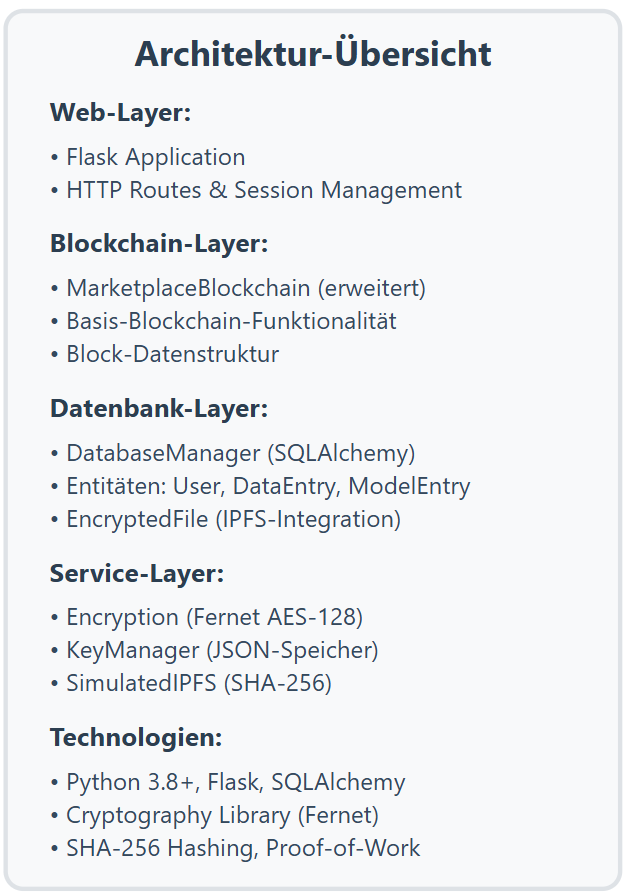 Architektur-Übersicht
Web-Layer:
• Flask Application
• HTTP Routes & Session Management
Blockchain-Layer:
• MarketplaceBlockchain (erweitert)
• Basis-Blockchain-Funktionalität
• Block-Datenstruktur
Datenbank-Layer:
• DatabaseManager (SQLAlchemy)
• Entitäten: User, DataEntry, ModelEntry
• EncryptedFile (IPFS-Integration)
Service-Layer:
• Encryption (Fernet AES-128)
• KeyManager (JSON-Speicher)
• SimulatedIPFS (SHA-256)
Technologien:
• Python 3.8+, Flask, SQLAlchemy
• Cryptography Library (Fernet)
• SHA-256 Hashing, Proof-of-Work